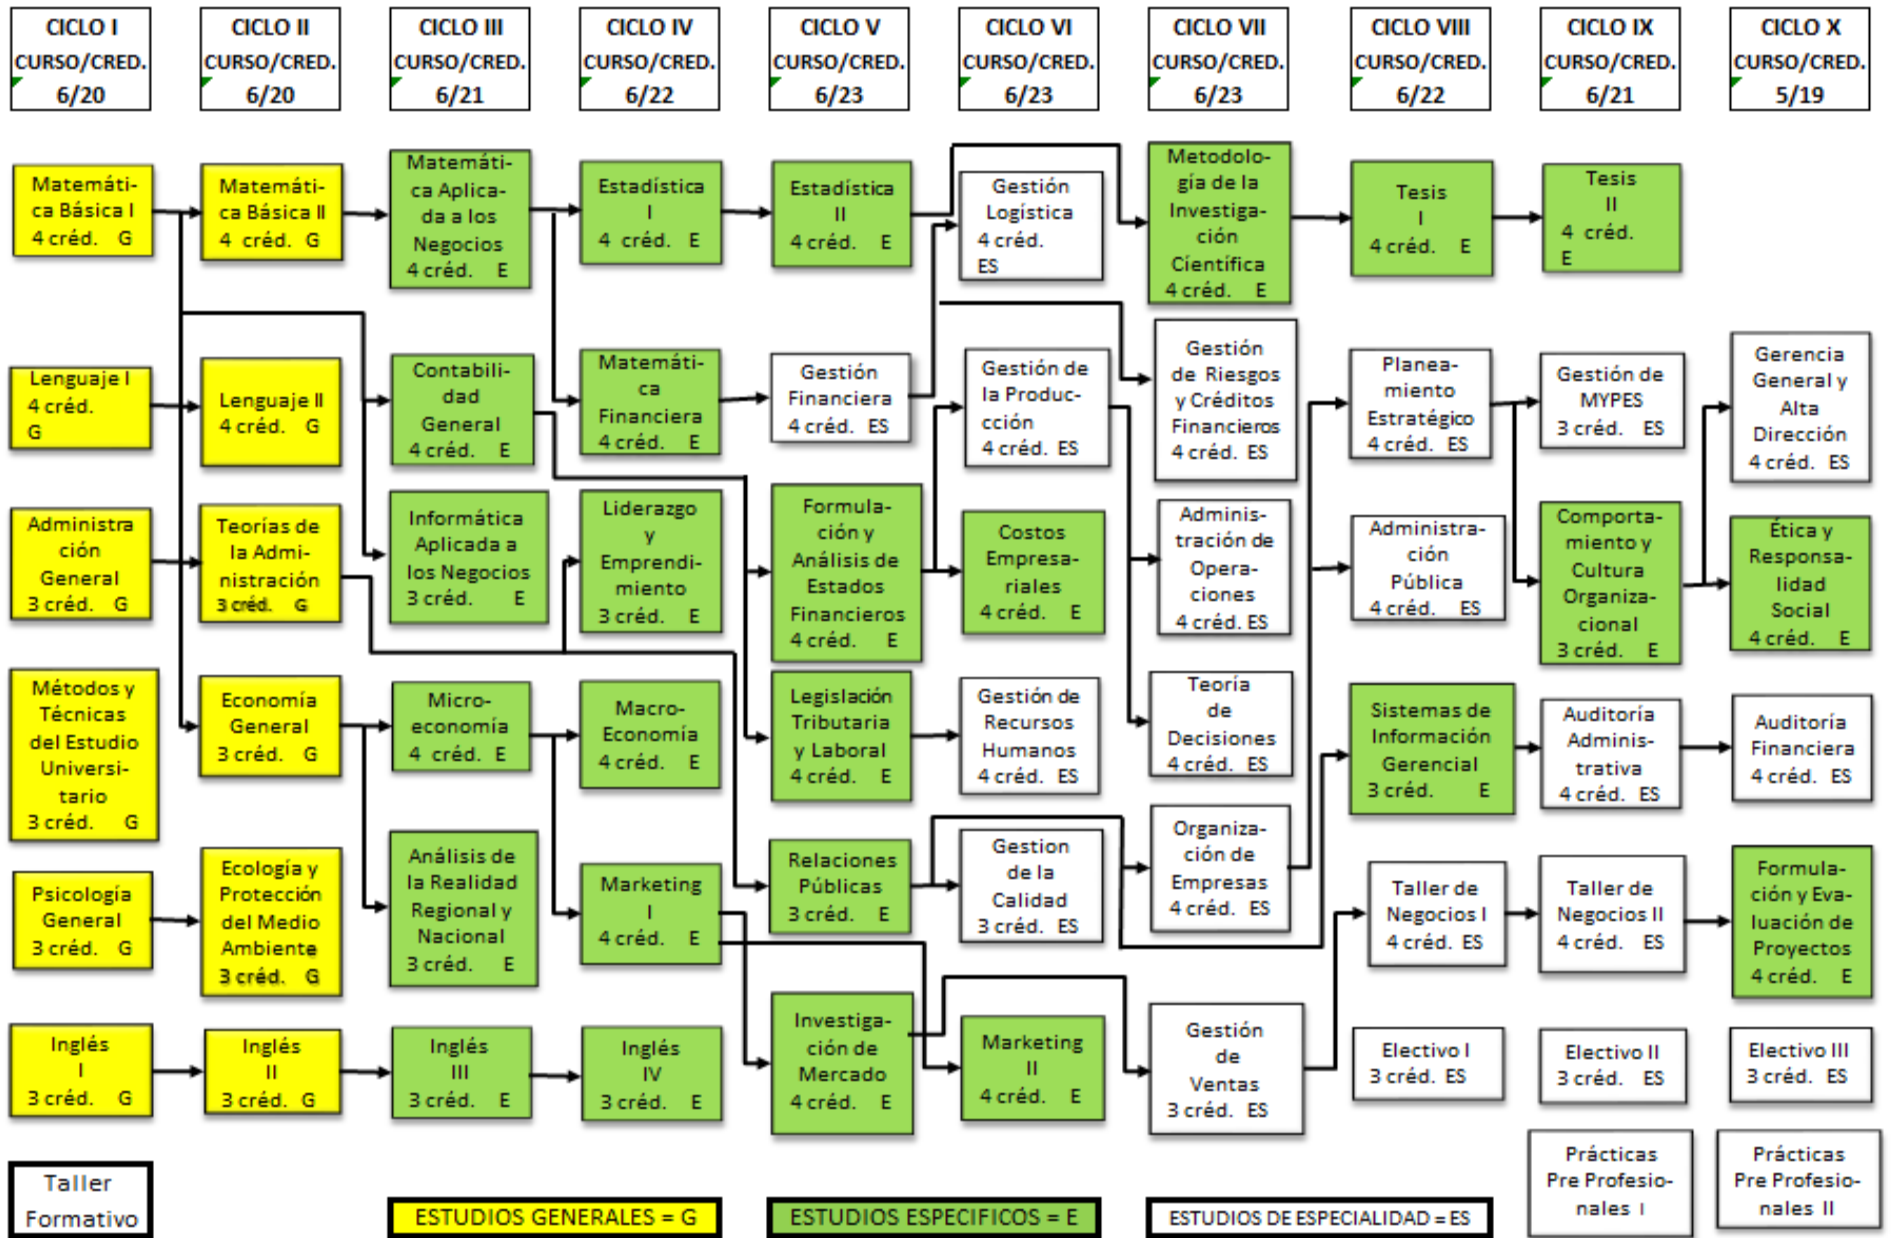 CICLO I
CURSO/CRED.
6/20
CICLO II
CURSO/CRED.
6/20
CICLO III
CURSO/CRED.
6/21
CICLO IV
CURSO/CRED.
6/22
CICLO V
CURSO/CRED.
6/23
CICLO VI
CURSO/CRED.
6/23
CICLO VII
CURSO/CRED.
6/23
CICLO VIII
CURSO/CRED.
6/22
CICLO IX
CURSO/CRED.
6/21
CICLO X
CURSO/CRED.
5/19
Matemáti-
ca Básica I
4 créd. G
Matemáti-
ca Básica II
4 créd. G
Matemáti-
ca Aplica-
da a los
Negocios
4 créd. E
Estadística
I
4 créd. E
Estadística
II
4 créd. E
Gestión
Logística
4 créd.
ES
Metodolo-
gía de la
Investiga-
ción
Científica
4 créd. E
Tesis
I
4 créd. E
Tesis
II
4 créd.
E
Lenguaje I
4 créd.
G
Lenguaje II
4 créd. G
Contabili-
dad
General
4 créd. E
Matemáti-
ca
Financiera
4 créd. E
Gestión
Financiera
4 créd. ES
Gestión de
la Produc-
cción
4 créd. ES
Gestión
de Riesgos
y Créditos
Financieros
4 créd. ES
Planea-
miento
Estratégico
4 créd. ES
Gestión de
MYPES
3 créd. ES
Gerencia
General y
Alta
Dirección
4 créd. ES
Administra
ción
General
3 créd. G
Teorías de
la Admi-
nistración
3 créd. G
Informática
Aplicada a
los Negocios
3 créd. E
Liderazgo
y
Emprendi-
miento
3 créd. E
Formula-
ción y
Análisis de
Estados
Financieros
4 créd. E
Costos
Empresa-
riales
4 créd. E
Adminis-
tración de
Opera-
ciones
4 créd. ES
Administra-
ción
Pública
4 créd. ES
Comporta-
miento y
Cultura
Organiza-
cional
3 créd. E
Ética y
Responsa-
lidad
Social
4 créd. E
Métodos y
Técnicas
del Estudio
Universi-
tario
3 créd. G
Economía
General
3 créd. G
Micro-
economía
4 créd. E
Macro-
Economía
4 créd. E
Legislación
Tributaria
y Laboral
4 créd. E
Gestión de
Recursos
Humanos
4 créd. ES
Teoría
de
Decisiones
4 créd. ES
Sistemas de
Información
Gerencial
3 créd. E
Auditoría
Adminis-
trativa
4 créd. ES
Auditoría
Financiera
4 créd. ES
Psicología
General
3 créd. G
Ecología y
Protección
del Medio
Ambiente
3 créd. G
Análisis de
la Realidad
Regional y
Nacional
3 créd. E
Marketing
I
4 créd. E
Relaciones
Públicas
3 créd. E
Gestion
de la
Calidad
3 créd. ES
Organiza-
ción de
Empresas
4 créd. ES
Taller de
Negocios I
4 créd. ES
Taller de
Negocios II
4 créd. ES
Formula-
ción y Eva-
luación de
Proyectos
4 créd. E
Inglés
I
3 créd. G
Inglés
II
3 créd. G
Inglés
III
3 créd. E
Inglés
IV
3 créd. E
Investiga-
ción de
Mercado
4 créd. E
Marketing
II
4 créd. E
Gestión
de
Ventas
3 créd. ES
Electivo I
3 créd. ES
Electivo II
3 créd. ES
Electivo III
3 créd. ES
Taller
Formativo
ESTUDIOS GENERALES = G
ESTUDIOS ESPECIFICOS = E
ESTUDIOS DE ESPECIALIDAD = ES
Prácticas
Pre Profesio-
nales I
Prácticas
Pre Profesio-
nales II